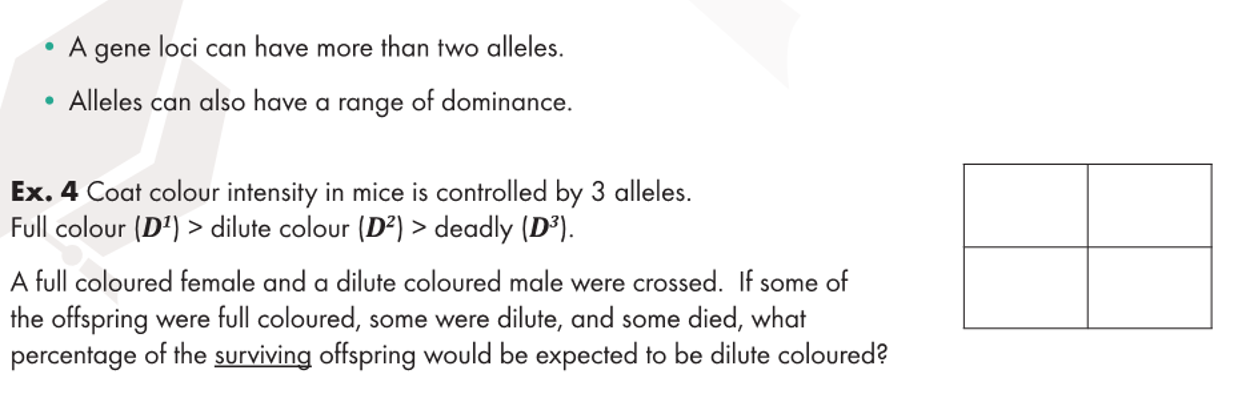 • A gene loci can have more than two alleles.
• Alleles can also have a range of dominance.
Ex. 4 Coat colour intensity in mice is controlled by 3 alleles.
Full colour (D¹) > dilute colour (D²) > deadly (D³).
A full coloured female and a dilute coloured male were crossed.  If some of
the offspring were full coloured, some were dilute, and some died, what
percentage of the surviving offspring would be expected to be dilute coloured?